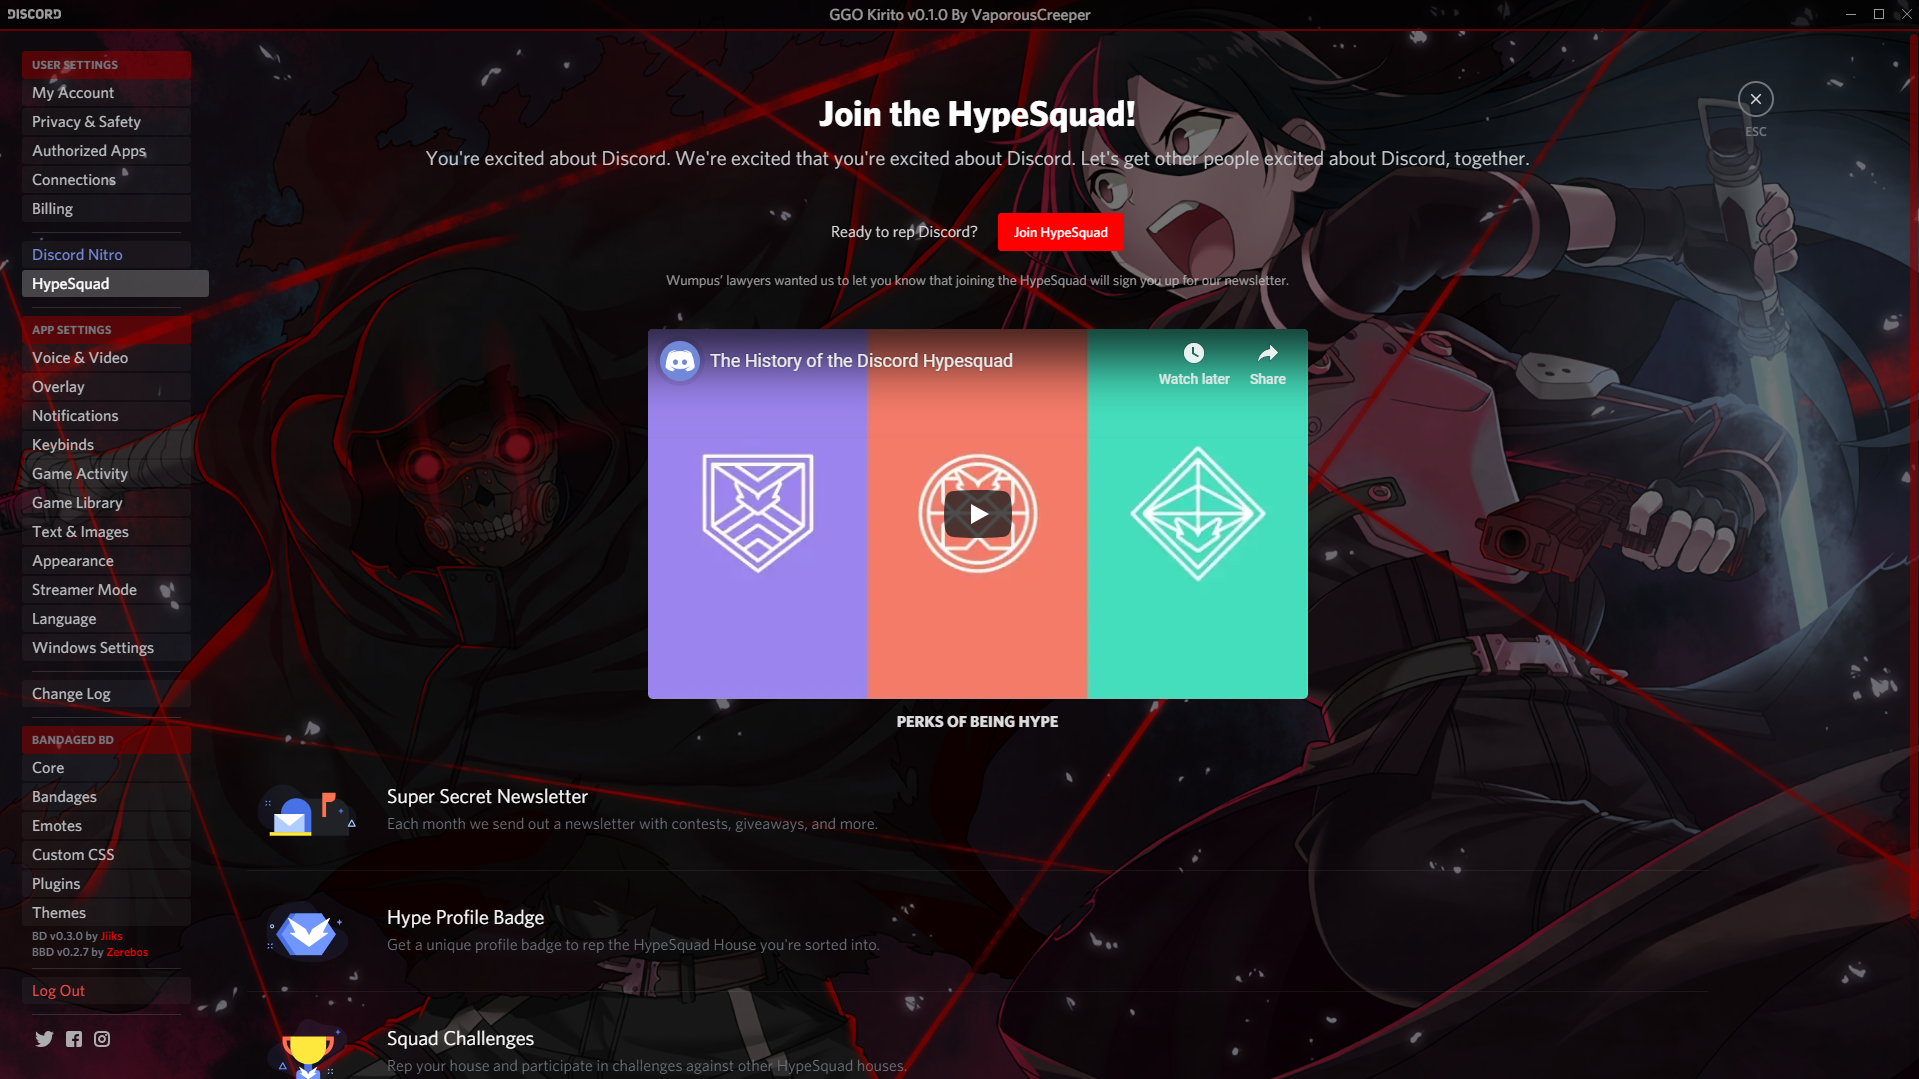 DISCORD
GGO Kirito v0.1.0 By VaporousCreeper
USER SETTINGS
My Account
Privacy & Safety
Authorized Apps
Connections
Billing
Discord Nitro
HypeSquad
APP SETTINGS
Voice & Video
Overlay
Notifications
Keybinds
Game Activity
Game Library
Text & Images
Appearance
Streamer Mode
Language
Windows Settings
Change Log
BANDAGED BD
Core
Bandages
Emotes
Custom CSS
Plugins
Themes
BD v0.3.0 by Jiiks
BBD v0.2.7 by Zerebos
Log Out
Join the HypeSquad!
ESC
You're excited about Discord. We're excited that you're excited about Discord. Let's get other people excited about Discord, together.
Ready to rep Discord? Join HypeSquad
Wumpus' lawyers wanted us to let you know that joining the HypeSquad will sign you up for our newsletter.
The History of the Discord Hypesquad
Watch later Share
PERKS OF BEING HYPE
Super Secret Newsletter
Each month we send out a newsletter with contests, giveaways, and more.
Hype Profile Badge
Get a unique profile badge to rep the HypeSquad House you're sorted into.
Squad Challenges
Rep your house and participate in challenges against other HypeSquad houses.